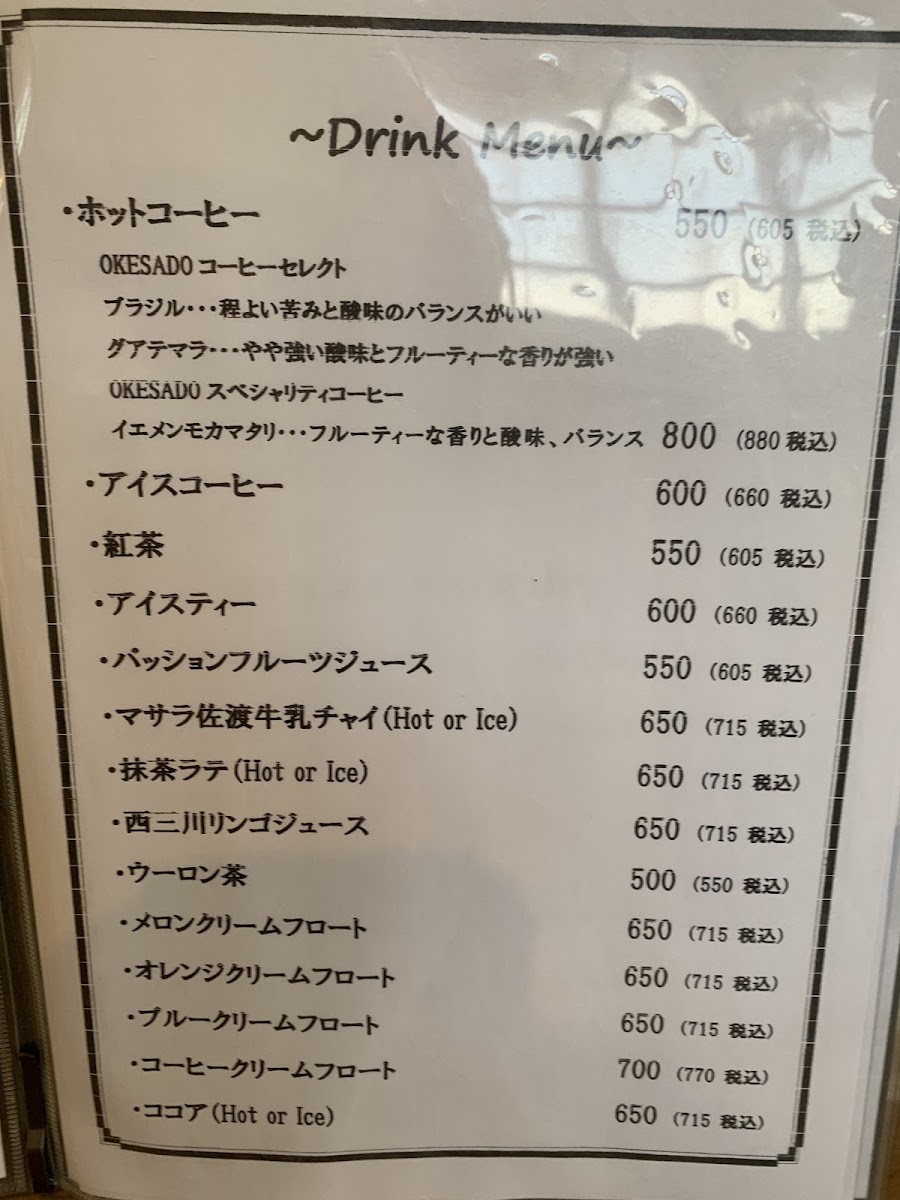 ~Drink Menu~
・ホットコーヒー 550 (605 税込)
OKESADO コーヒーセレクト
ブラジル・・・程よい苦みと酸味のバランスがいい
グアテマラ・・・やや強い酸味とフルーティーな香りが強い
OKESADO スペシャリティコーヒー
イエメンモカマタリ・・・フルーティーな香りと酸味、バランス 800 (880 税込)
・アイスコーヒー 600 (660 税込)
・紅茶 550 (605 税込)
・アイスティー 600 (660 税込)
・パッションフルーツジュース 550 (605 税込)
・マサラ佐渡牛乳チャイ(Hot or Ice) 650 (715 税込)
・抹茶ラテ(Hot or Ice) 650 (715 税込)
・西三川リンゴジュース 650 (715 税込)
・ウーロン茶 500 (550 税込)
・メロンクリームフロート 650 (715 税込)
・オレンジクリームフロート 650 (715 税込)
・ブルークリームフロート 650 (715 税込)
・コーヒークリームフロート 700 (770 税込)
・ココア(Hot or Ice) 650 (715 税込)